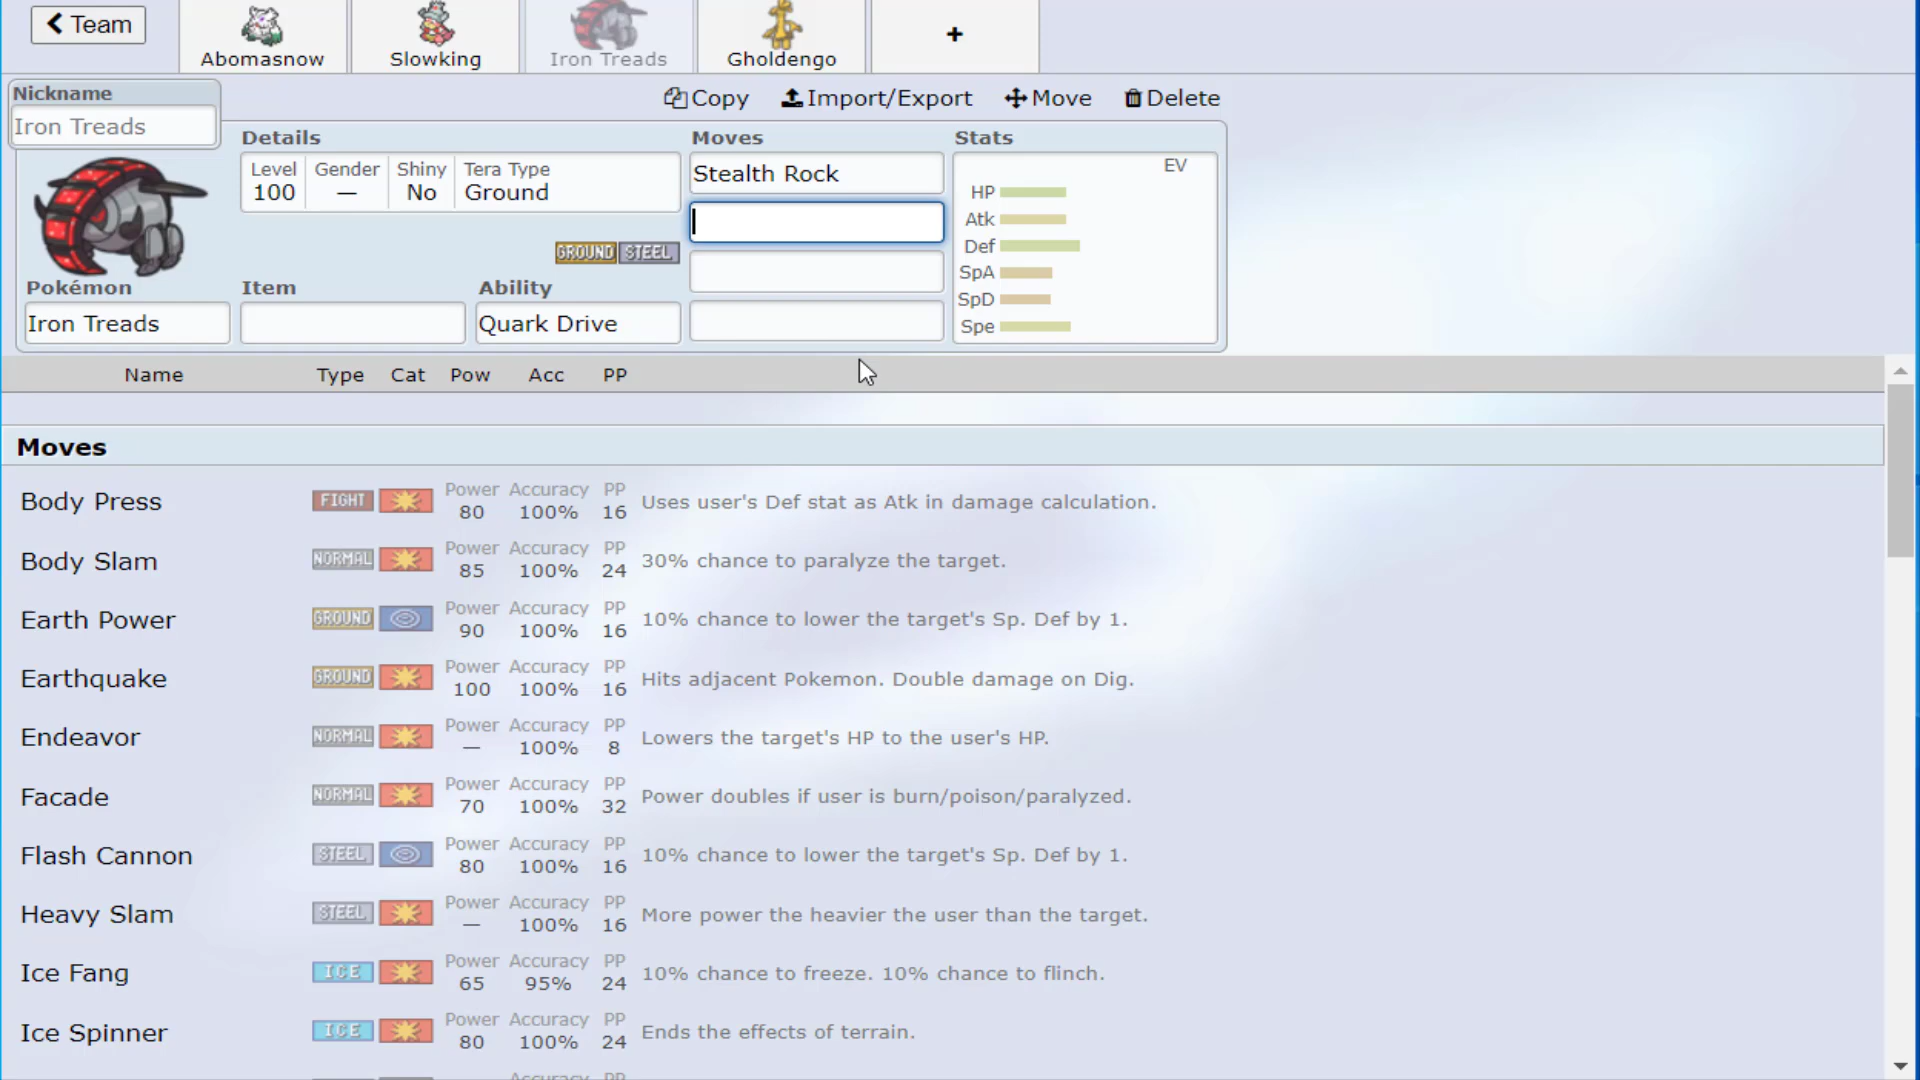 Team
Abomasnow
Slowking
Iron Treads
Gholdengo
+
Nickname
Iron Treads
Copy
Import/Export
Move
Delete
Details
Moves
Stats
Level
Gender
Shiny
Tera Type
100
—
No
Ground
Stealth Rock
EV
HP
Atk
Def
SpA
SpD
Spe
GROUND STEEL
Pokémon
Item
Ability
Iron Treads
Quark Drive
Name Type Cat Pow Acc PP
Moves
Body Press FIGHT Power 80 Accuracy 100% PP 16 Uses user's Def stat as Atk in damage calculation.
Body Slam NORMAL Power 85 Accuracy 100% PP 24 30% chance to paralyze the target.
Earth Power GROUND Power 90 Accuracy 100% PP 16 10% chance to lower the target's Sp. Def by 1.
Earthquake GROUND Power 100 Accuracy 100% PP 16 Hits adjacent Pokemon. Double damage on Dig.
Endeavor NORMAL Power — Accuracy 100% PP 8 Lowers the target's HP to the user's HP.
Facade NORMAL Power 70 Accuracy 100% PP 32 Power doubles if user is burn/poison/paralyzed.
Flash Cannon STEEL Power 80 Accuracy 100% PP 16 10% chance to lower the target's Sp. Def by 1.
Heavy Slam STEEL Power — Accuracy 100% PP 16 More power the heavier the user than the target.
Ice Fang ICE Power 65 Accuracy 95% PP 24 10% chance to freeze. 10% chance to flinch.
Ice Spinner ICE Power 80 Accuracy 100% PP 24 Ends the effects of terrain.
Accuracy PP